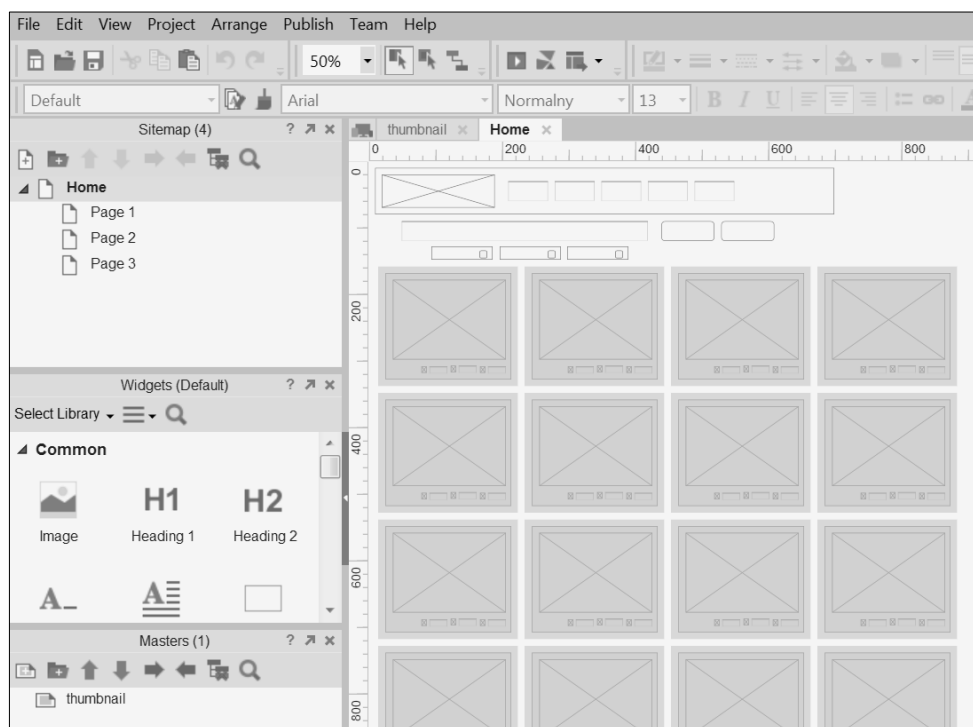 File Edit View Project Arrange Publish Team Help
50%
Default Arial Normalny 13 B I U A
Sitemap (4) ?
thumbnail Home
0 200 400 600 800
Home
Page 1
Page 2
Page 3
0
200
400
600
800
Widgets (Default) ?
Select Library
Common
H1 H2
Image Heading 1 Heading 2
A_ A
Masters (1) ?
thumbnail